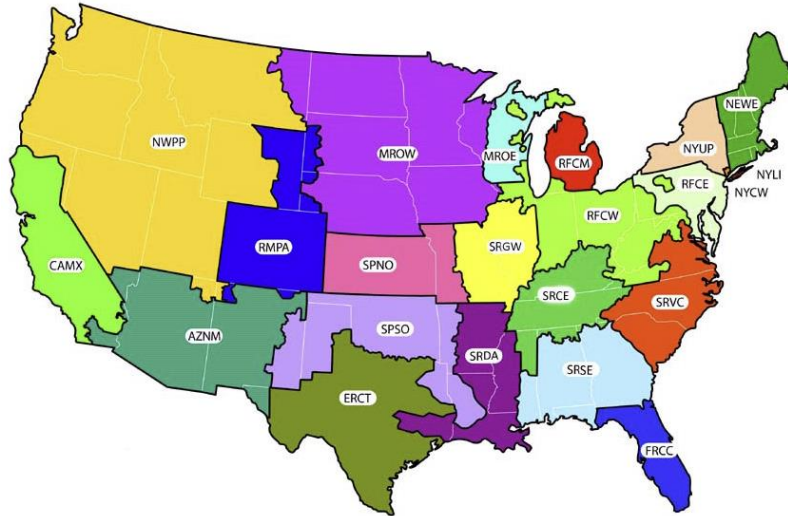 NWPP
MROW
MROE
RFCM
NEWE
NYUP
NYLI
NYCW
RFCE
RFCW
CAMX
RMPA
SPNO
SRGW
SRCE
SRVC
AZNM
SPSO
SRDA
SRSE
ERCT
FRCC